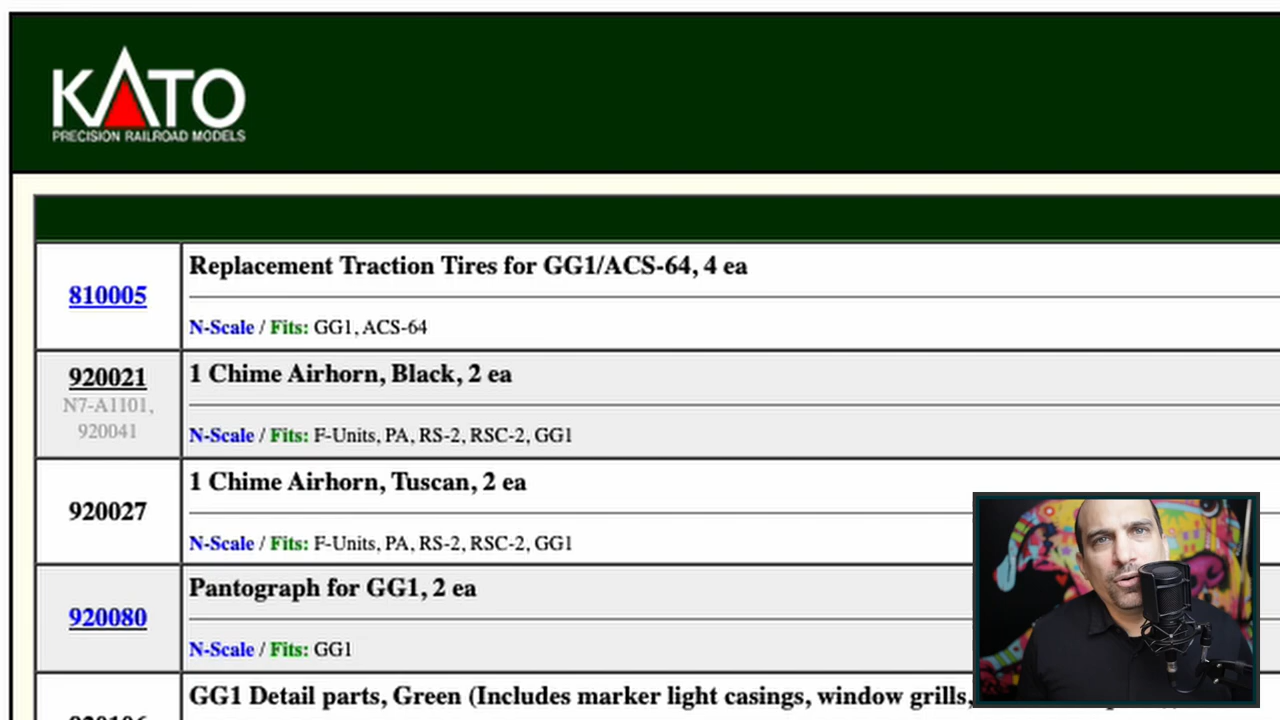 KATO
PRECISION RAILROAD MODELS
810005
Replacement Traction Tires for GG1/ACS-64, 4 ea
N-Scale / Fits: GG1, ACS-64
920021
N7-A1101,
920041
1 Chime Airhorn, Black, 2 ea
N-Scale / Fits: F-Units, PA, RS-2, RSC-2, GG1
920027
1 Chime Airhorn, Tuscan, 2 ea
N-Scale / Fits: F-Units, PA, RS-2, RSC-2, GG1
920080
Pantograph for GG1, 2 ea
N-Scale / Fits: GG1
GG1 Detail parts, Green (Includes marker light casings, window grills,